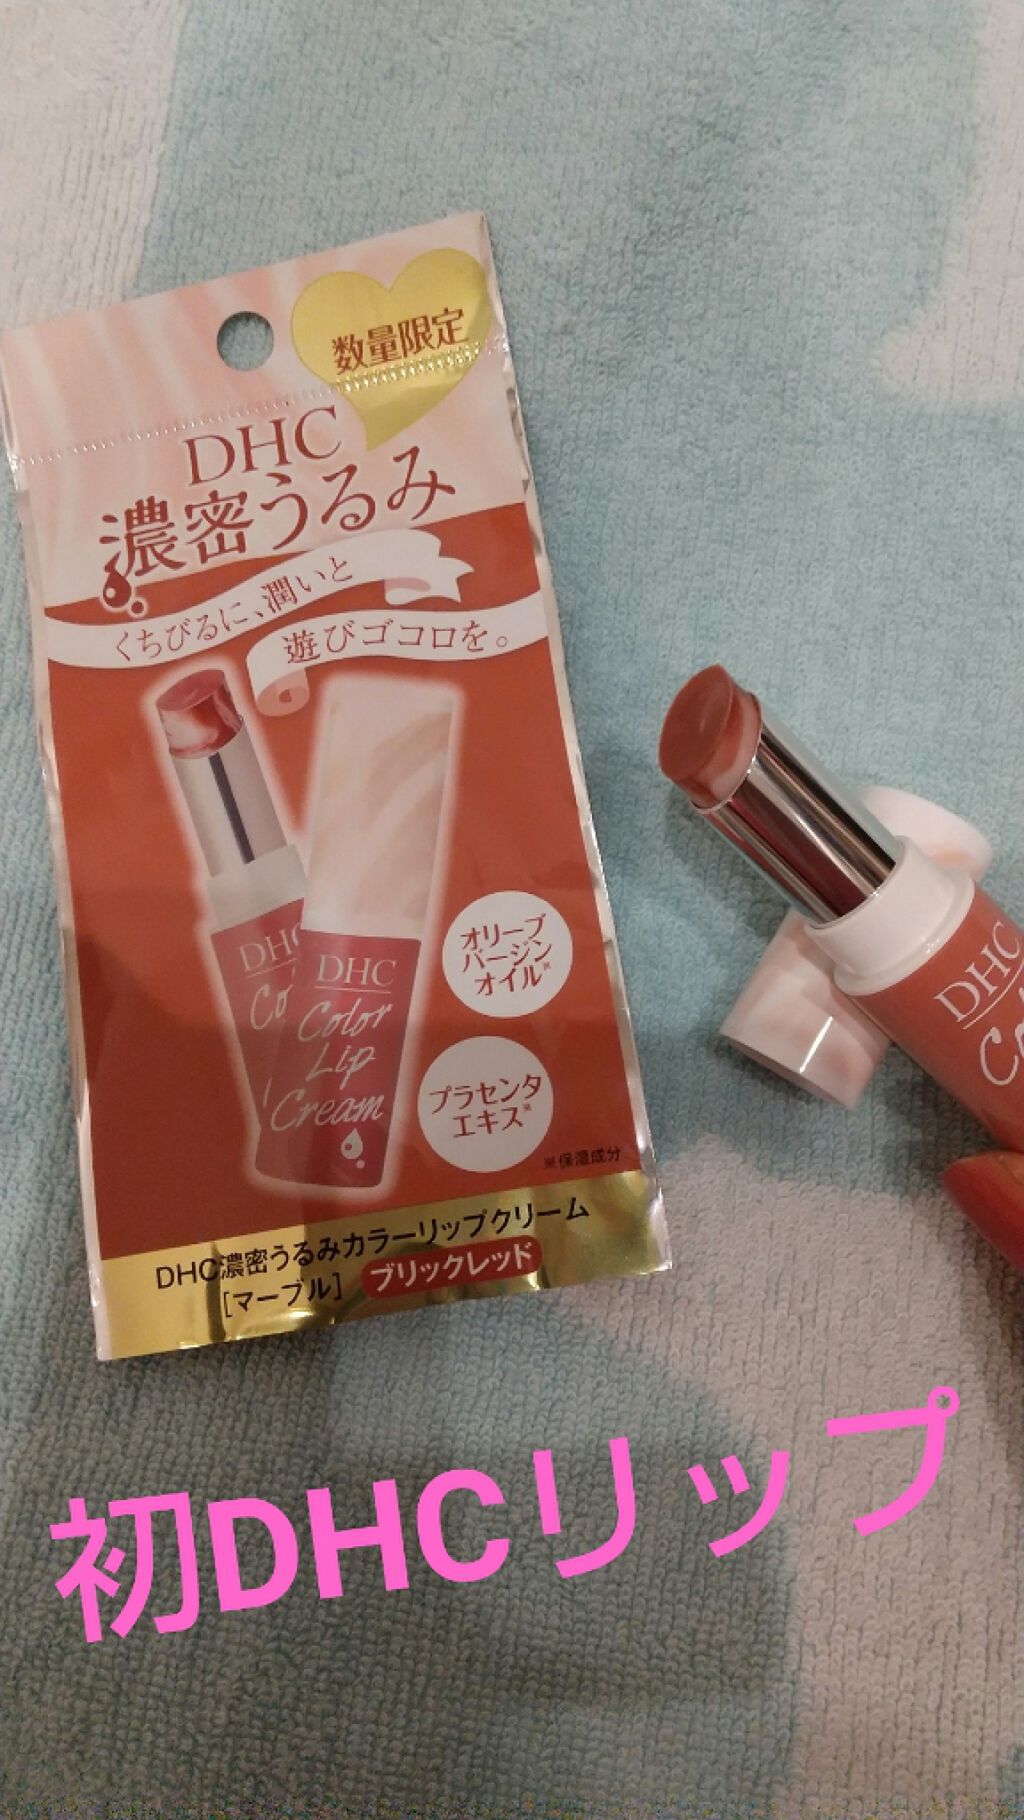 数量限定
DHC
濃密うるみ
くちびるに、潤いと
遊びゴコロを。
DHC
Co
DHC
Color
Lip
Cream
オリーブ
バージン
オイル※
プラセンタ
エキス※
※保湿成分
DHC濃密うるみカラーリップクリーム
[マーブル] ブリックレッド
DHC
Co
初DHCリップ